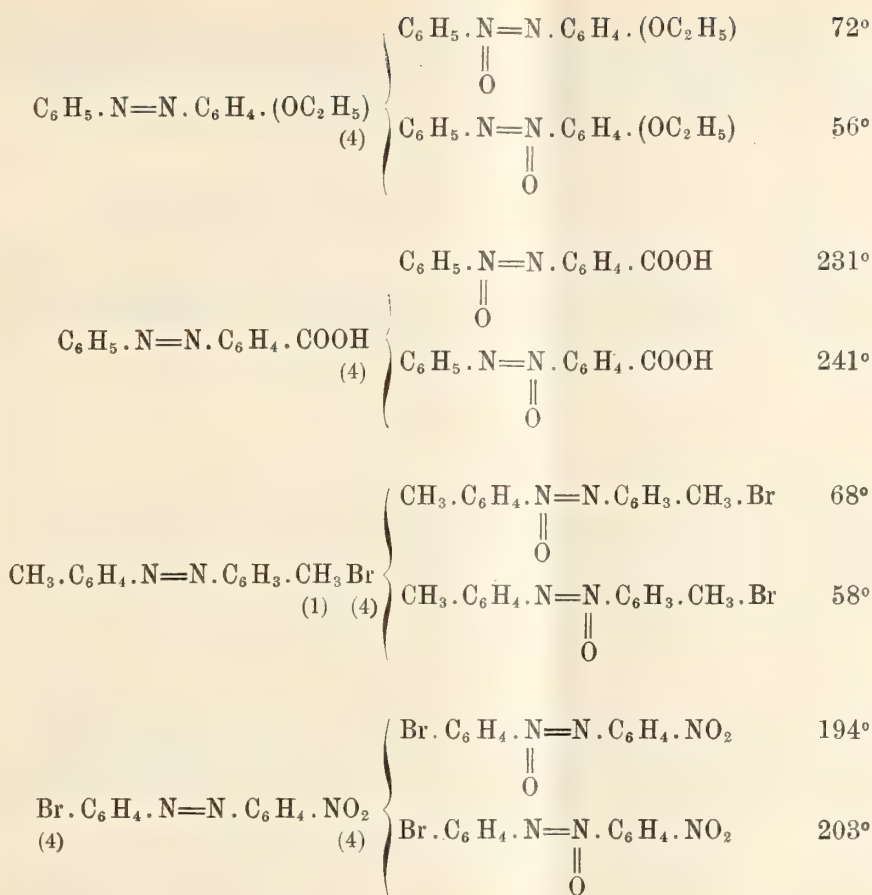 C₆H₅.N=N.C₆H₄.(OC₂H₅) 72°
||
O
C₆H₅.N=N.C₆H₄.(OC₂H₅)
(4)
C₆H₅.N=N.C₆H₄.(OC₂H₅) 56°
||
O
C₆H₅.N=N.C₆H₄.COOH 231°
||
O
C₆H₅.N=N.C₆H₄.COOH
(4)
C₆H₅.N=N.C₆H₄.COOH 241°
||
O
CH₃.C₆H₄.N=N.C₆H₃.CH₃.Br 68°
||
O
CH₃.C₆H₄.N=N.C₆H₃.CH₃Br
(1) (4)
CH₃.C₆H₄.N=N.C₆H₃.CH₃.Br 58°
||
O
Br.C₆H₄.N=N.C₆H₄.NO₂ 194°
||
O
Br.C₆H₄.N=N.C₆H₄.NO₂
(4) (4)
Br.C₆H₄.N=N.C₆H₄.NO₂ 203°
||
O